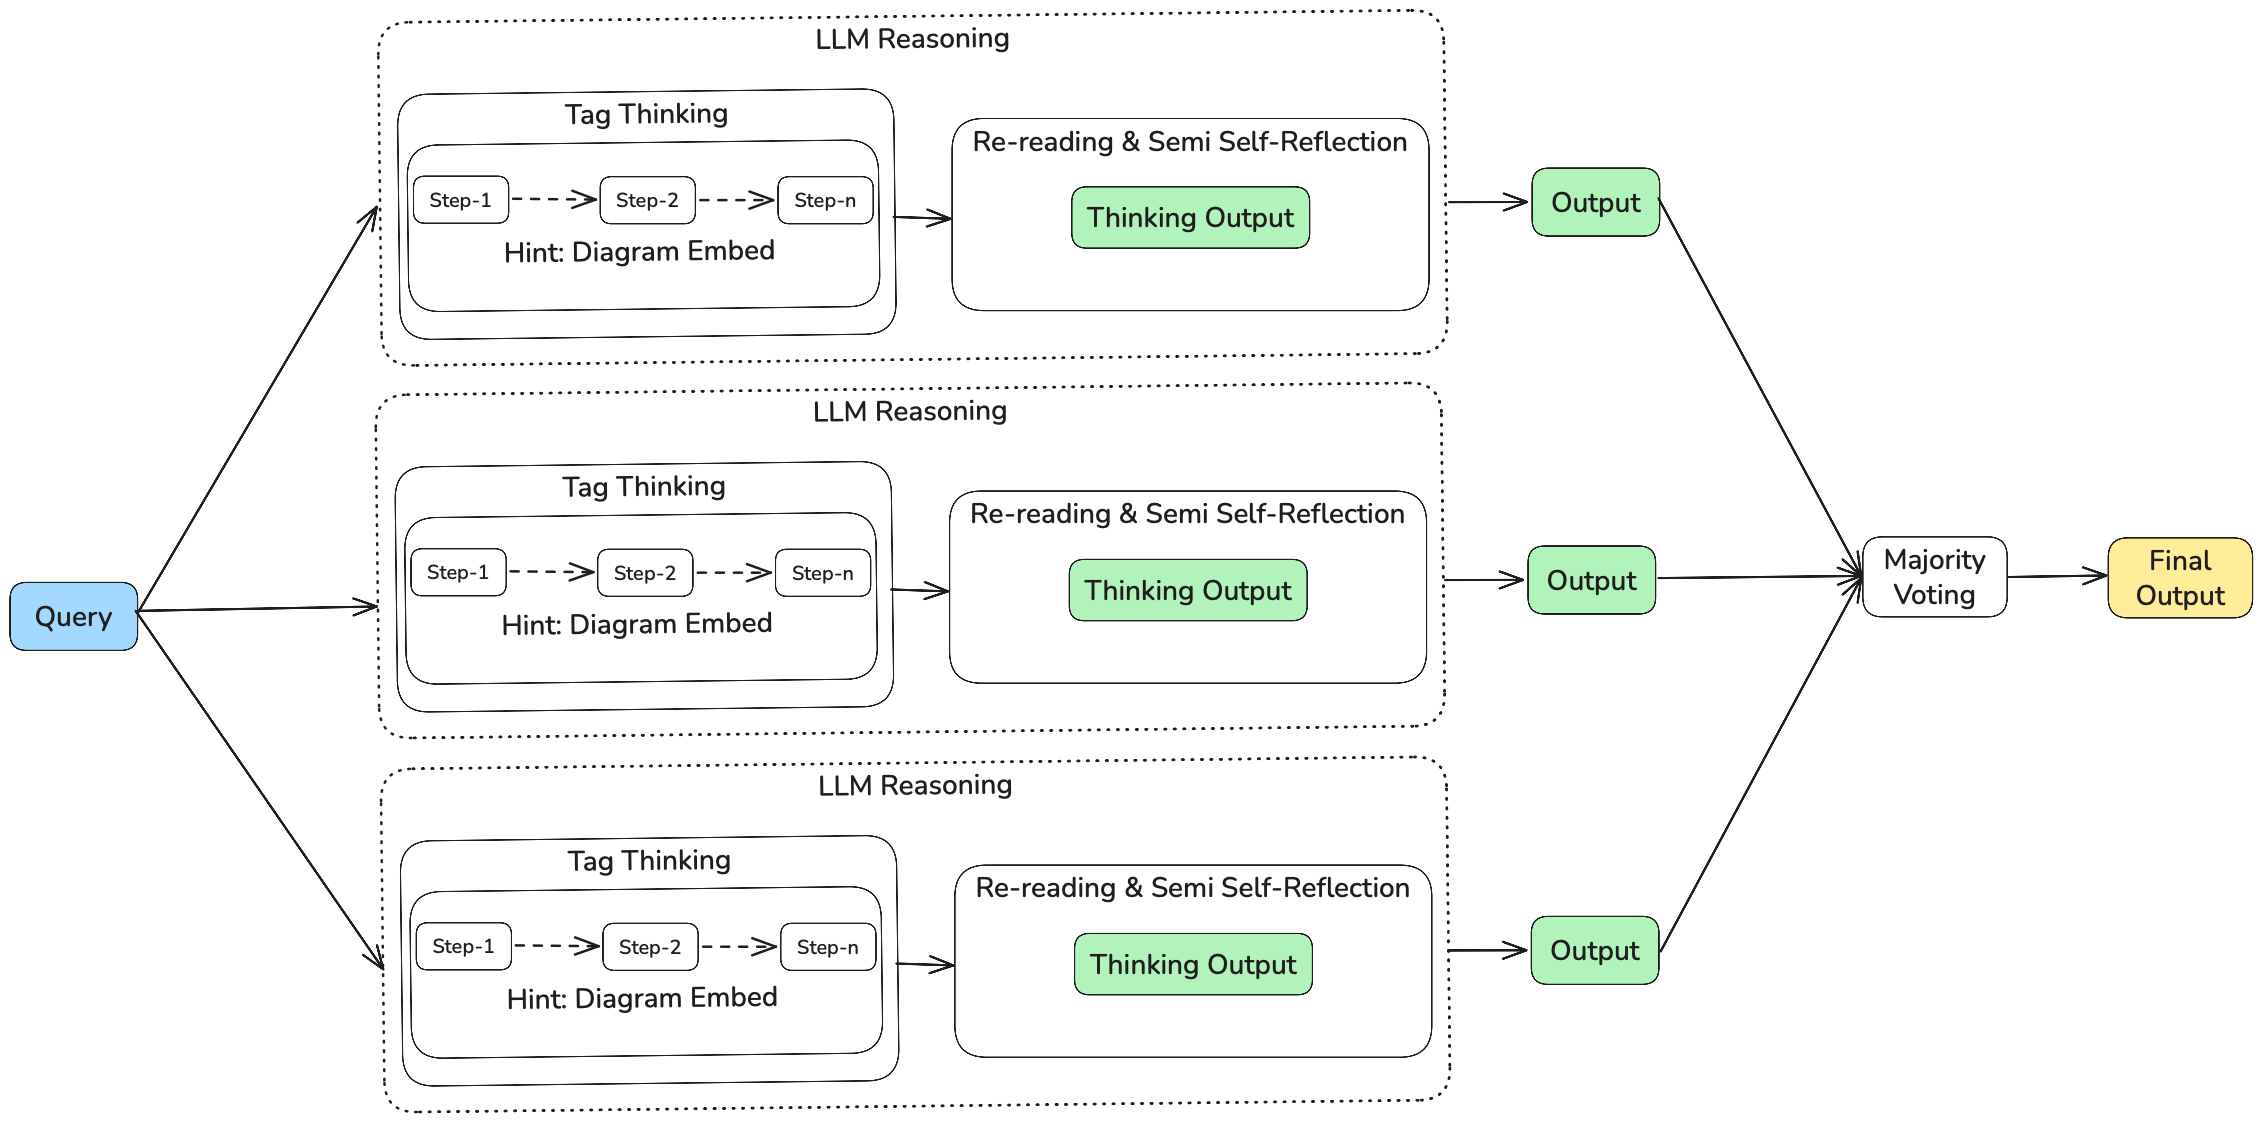 LLM Reasoning
Tag Thinking
Step-1
Step-2
Step-n
Hint: Diagram Embed
Re-reading & Semi Self-Reflection
Thinking Output
Output
LLM Reasoning
Tag Thinking
Step-1
Step-2
Step-n
Hint: Diagram Embed
Re-reading & Semi Self-Reflection
Thinking Output
Output
Query
Majority
Voting
Final
Output
LLM Reasoning
Tag Thinking
Step-1
Step-2
Step-n
Hint: Diagram Embed
Re-reading & Semi Self-Reflection
Thinking Output
Output